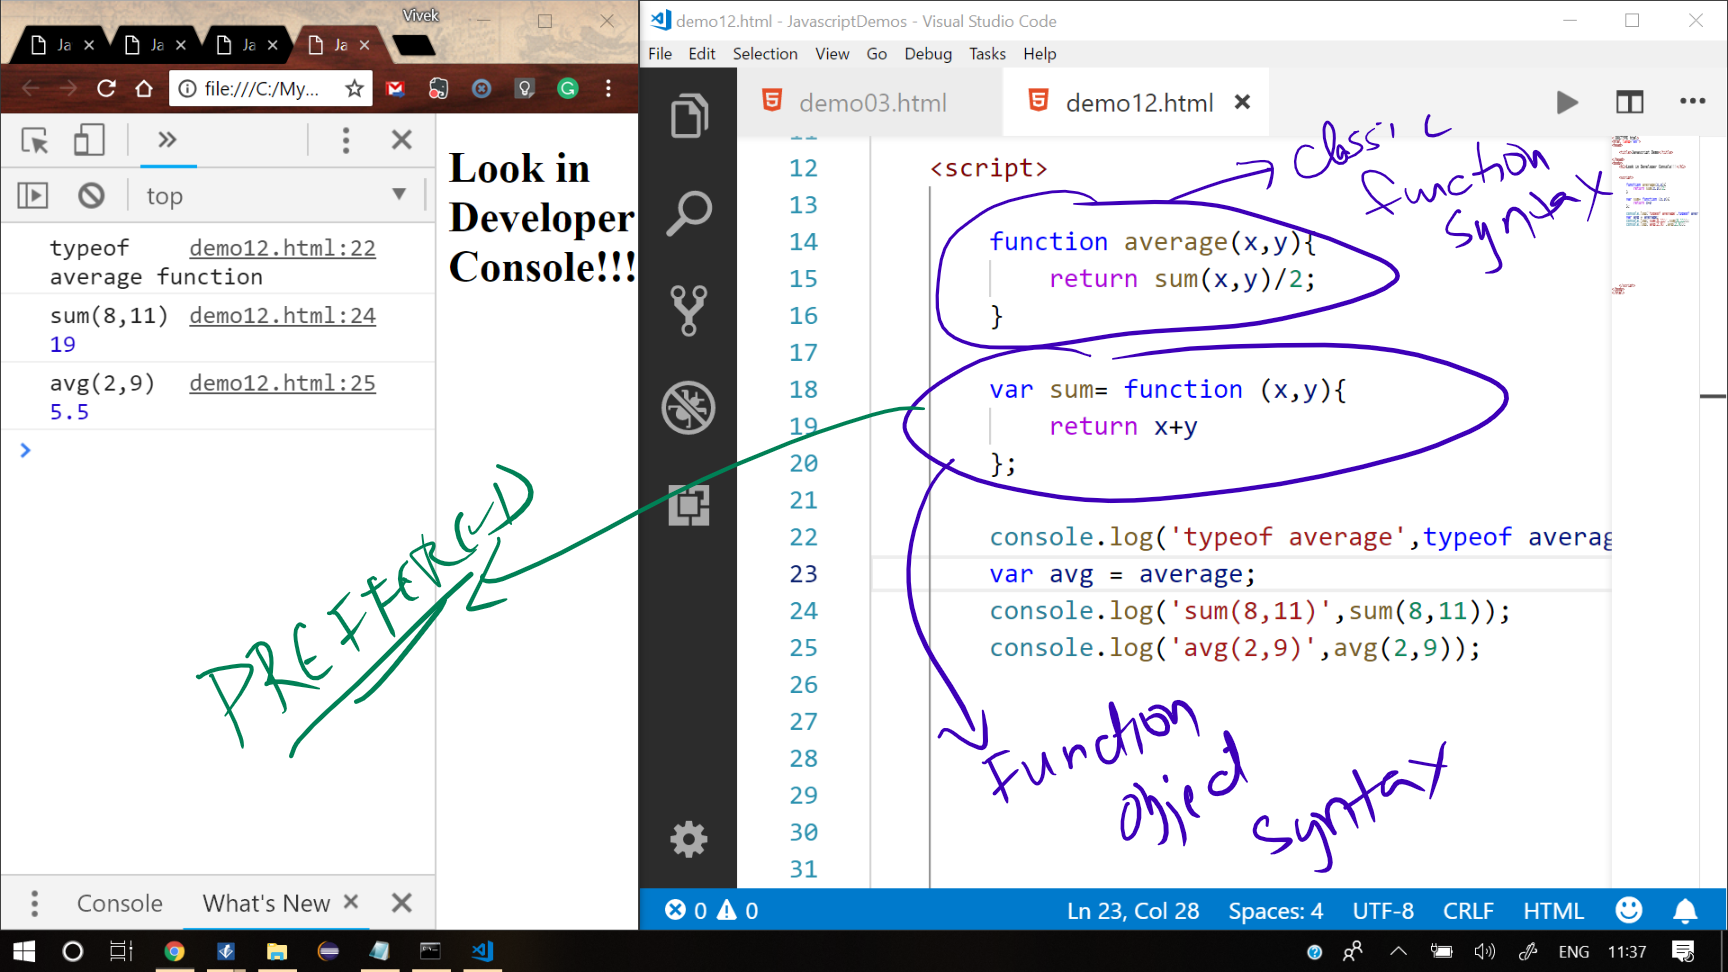 Vivek
Ja
Ja
Ja
Ja
file:///C:/My...
top
typeof demo12.html:22
average function
sum(8,11) demo12.html:24
19
avg(2,9) demo12.html:25
5.5
Console
What's New
Look in
Developer
Console!!!
PREFFERED
demo12.html - JavascriptDemos - Visual Studio Code
File Edit Selection View Go Debug Tasks Help
demo03.html
demo12.html
12 <script>
13
14 function average(x,y){
15 return sum(x,y)/2;
16 }
17
18 var sum= function (x,y){
19 return x+y
20 };
21
22 console.log('typeof average',typeof averag
23 var avg = average;
24 console.log('sum(8,11)',sum(8,11));
25 console.log('avg(2,9)',avg(2,9));
26
27
28
29
30
31
classic
function
syntax
Function
object
syntax
0 0 Ln 23, Col 28 Spaces: 4 UTF-8 CRLF HTML
ENG 11:37